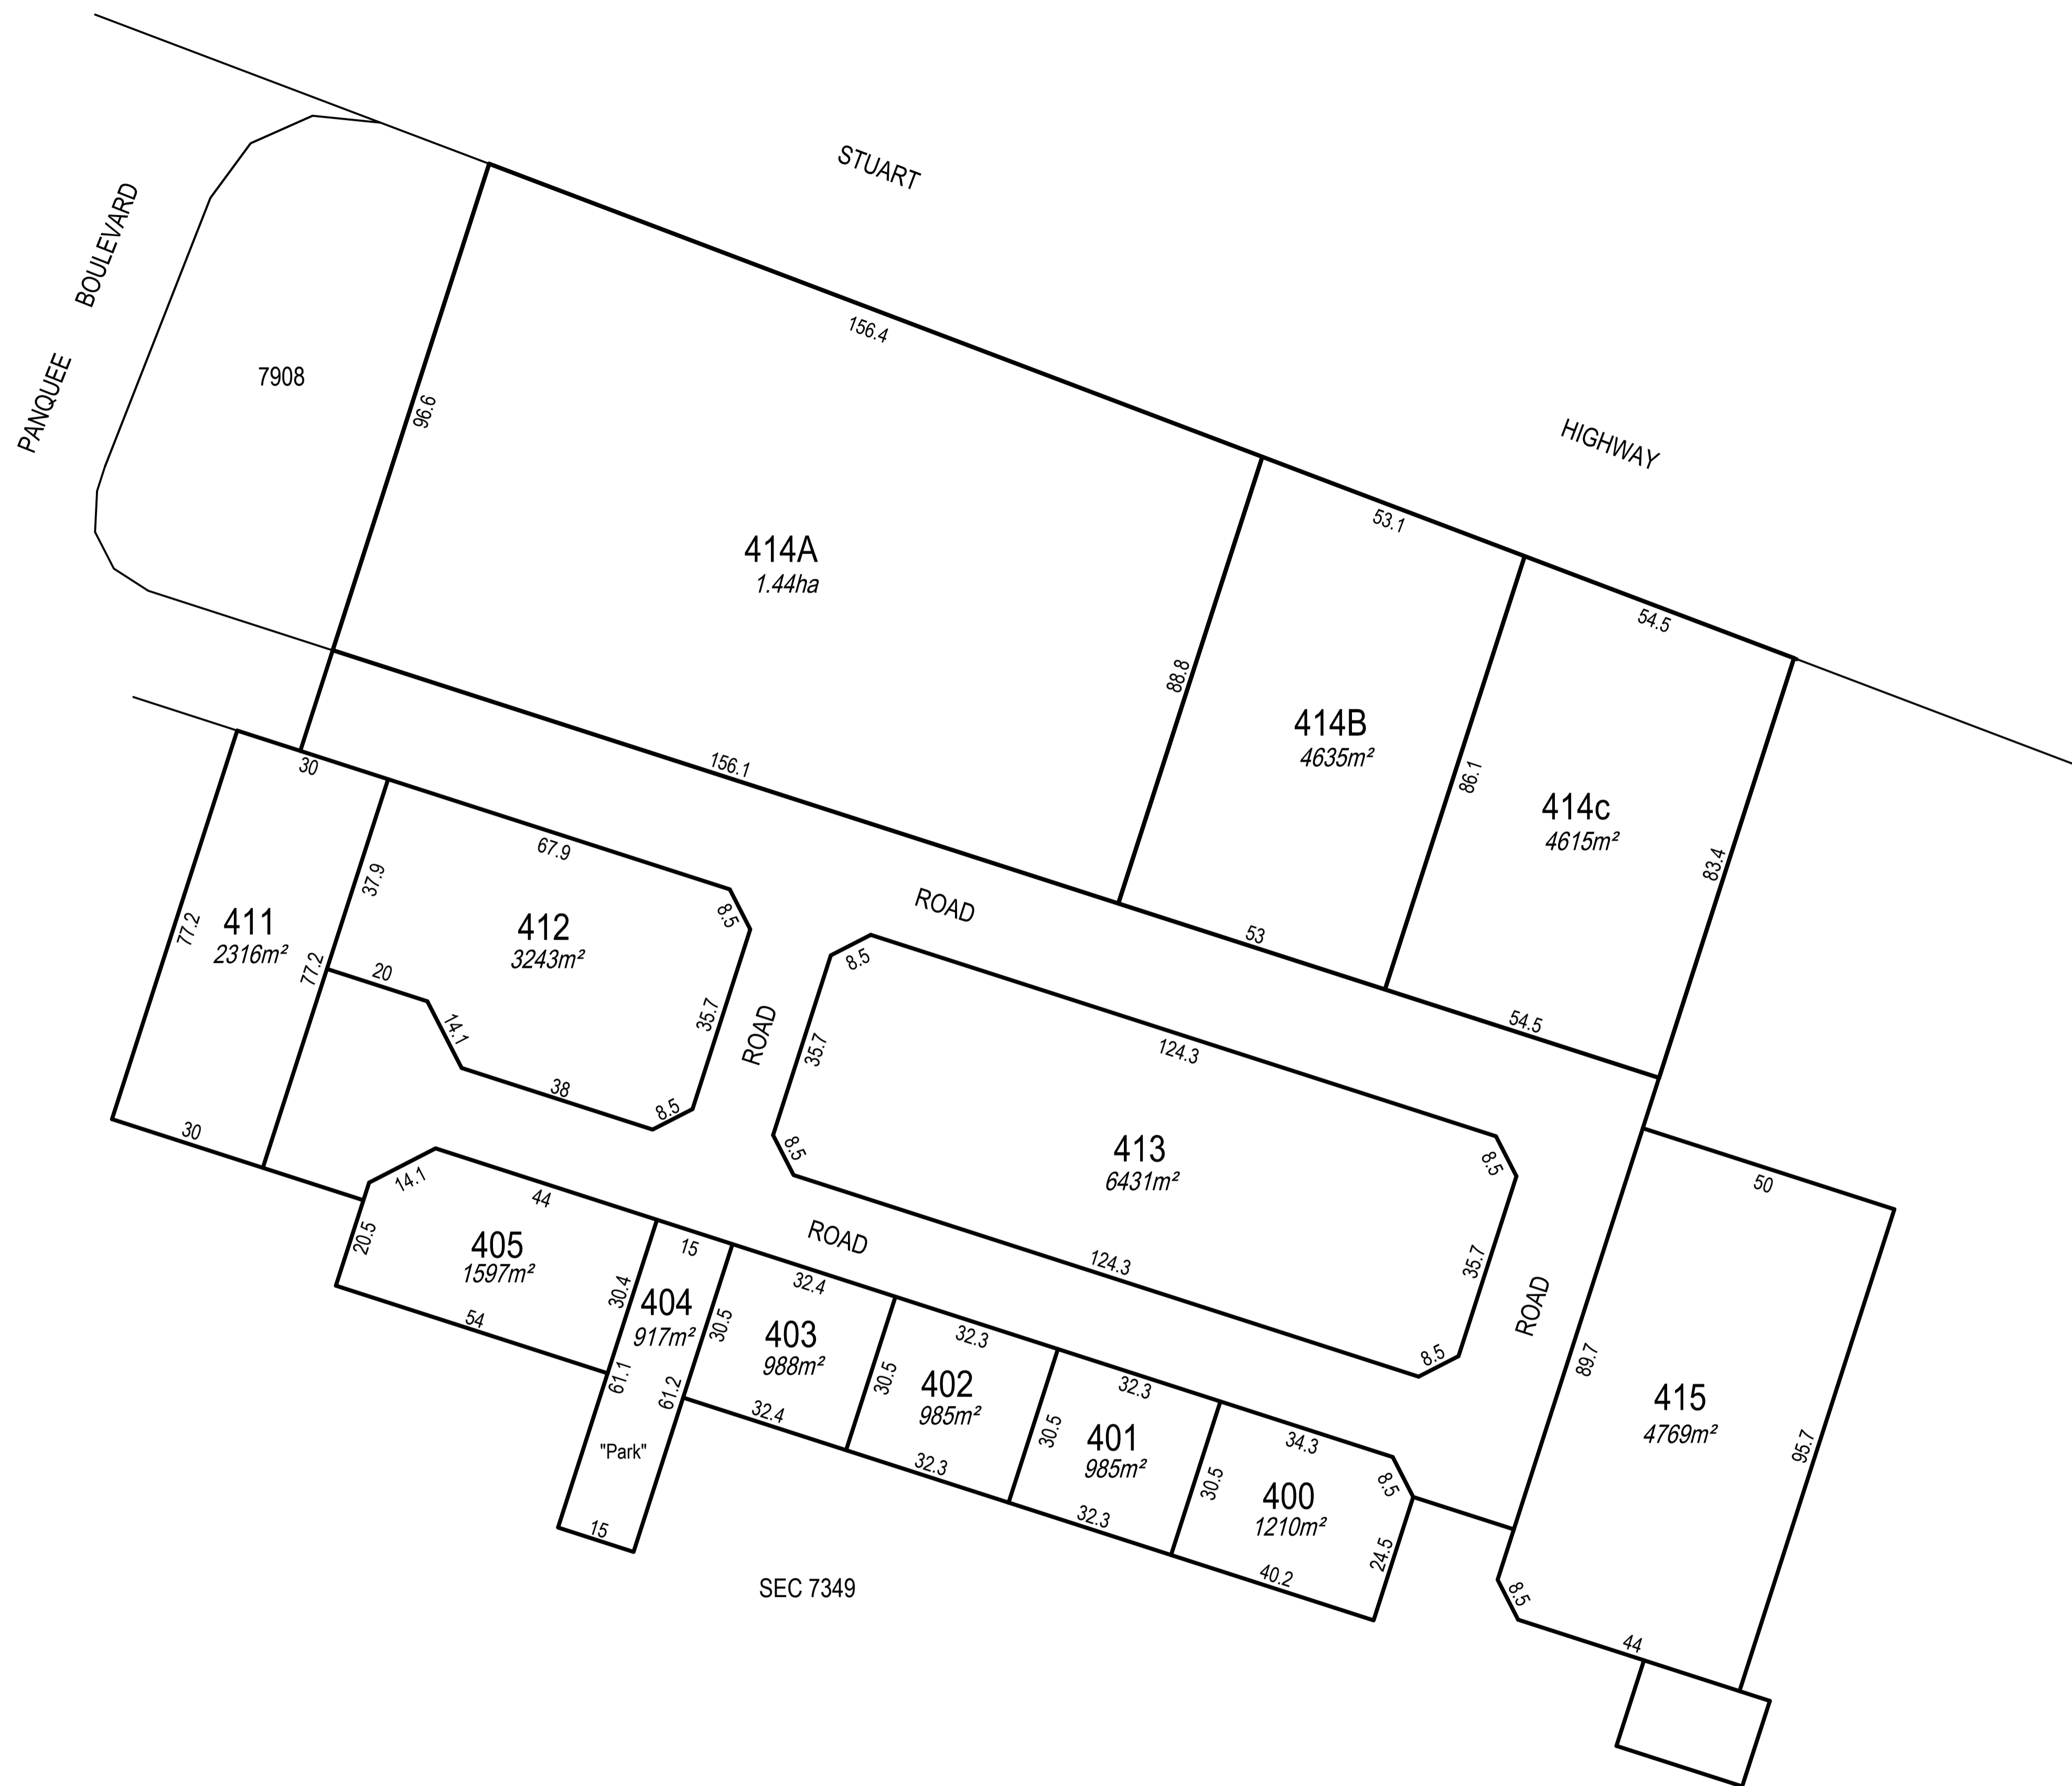 STUART
HIGHWAY
PANQUEE BOULEVARD
7908
156.4
96.6
414A
1.44ha
88.8
156.1
53.1
414B
4635m²
86.1
53
54.5
414c
4615m²
83.4
54.5
30
77.2
411
2316m²
77.2
30
67.9
37.9
412
3243m²
8.5
35.7
20
14.1
38
8.5
ROAD
ROAD
8.5
35.7
124.3
413
6431m²
8.5
8.5
35.7
124.3
8.5
ROAD
ROAD
14.1
44
20.5
405
1597m²
30.4
54
15
404
917m²
61.1
61.2
"Park"
15
30.5
32.4
403
988m²
32.4
30.5
32.3
402
985m²
32.3
30.5
32.3
401
985m²
32.3
30.5
34.3
400
1210m²
8.5
24.5
40.2
50
89.7
415
4769m²
95.7
8.5
44
SEC 7349